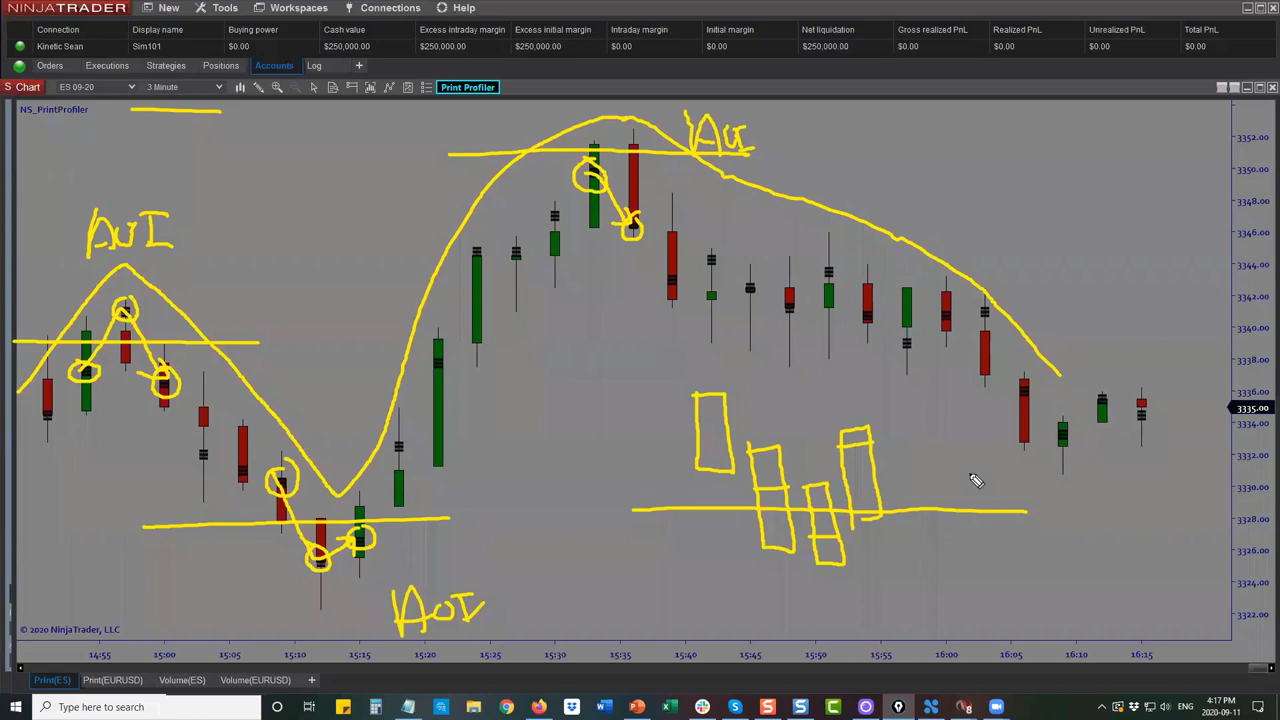 NINJATRADER New Tools Workspaces Connections Help
Connection Display name Buying power Cash value Excess intraday margin Excess initial margin Intraday margin Initial margin Net liquidation Gross realized PnL Realized PnL Unrealized PnL Total PnL
Kinetic Sean Sim101 $0.00 $250,000.00 $250,000.00 $250,000.00 $0.00 $0.00 $250,000.00 $0.00 $0.00 $0.00 $0.00
Orders Executions Strategies Positions Accounts Log +
S Chart ES 09-20 3 Minute Print Profiler
NS_PrintProfiler
AOI
AOI
AOI
3352.00
3350.00
3348.00
3346.00
3344.00
3342.00
3340.00
3338.00
3336.00
3335.00
3334.00
3332.00
3330.00
3328.00
3326.00
3324.00
3322.00
© 2020 NinjaTrader, LLC
14:55 15:00 15:05 15:10 15:15 15:20 15:25 15:30 15:35 15:40 15:45 15:50 15:55 16:00 16:05 16:10 16:15
Print(ES) Print(EURUSD) Volume(ES) Volume(EURUSD) +
Type here to search
4:17 PM
2020-09-11